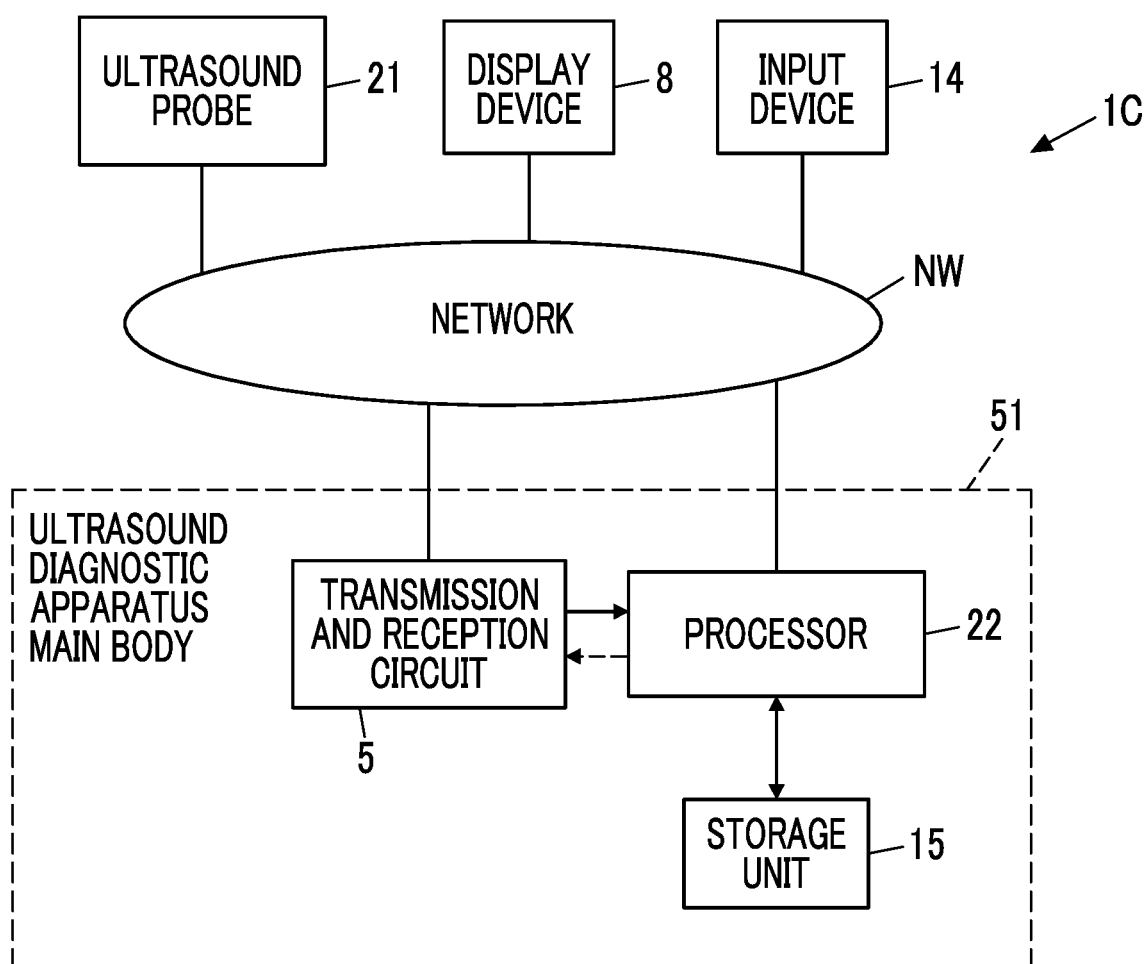 ULTRASOUND
PROBE
21
DISPLAY
DEVICE
8
INPUT
DEVICE
14
1C
NETWORK
NW
51
ULTRASOUND
DIAGNOSTIC
APPARATUS
MAIN BODY
TRANSMISSION
AND RECEPTION
CIRCUIT
5
PROCESSOR
22
STORAGE
UNIT
15